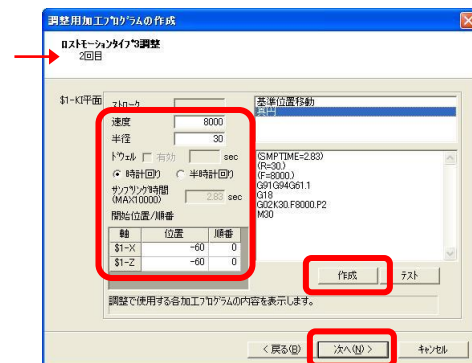 調整用加工プログラムの作成
ロストモーションタイプ3調整
2回目
$1-KI平面
ストローク
速度 8000
半径 30
ドウェル 有効 sec
時計回り 半時計回り
サンプリング時間
(MAX10000) 2.83 sec
開始位置/順番
軸 位置 順番
$1-X -60 0
$1-Z -60 0
基準位置移動
真円
(SMPTIME=2.83)
(R=30.)
(F=8000.)
G91G94G61.1
G18
G02K30.F8000.P2
M30
作成 テスト
調整で使用する各加工プログラムの内容を表示します。
< 戻る(B) 次へ(N) > キャンセル